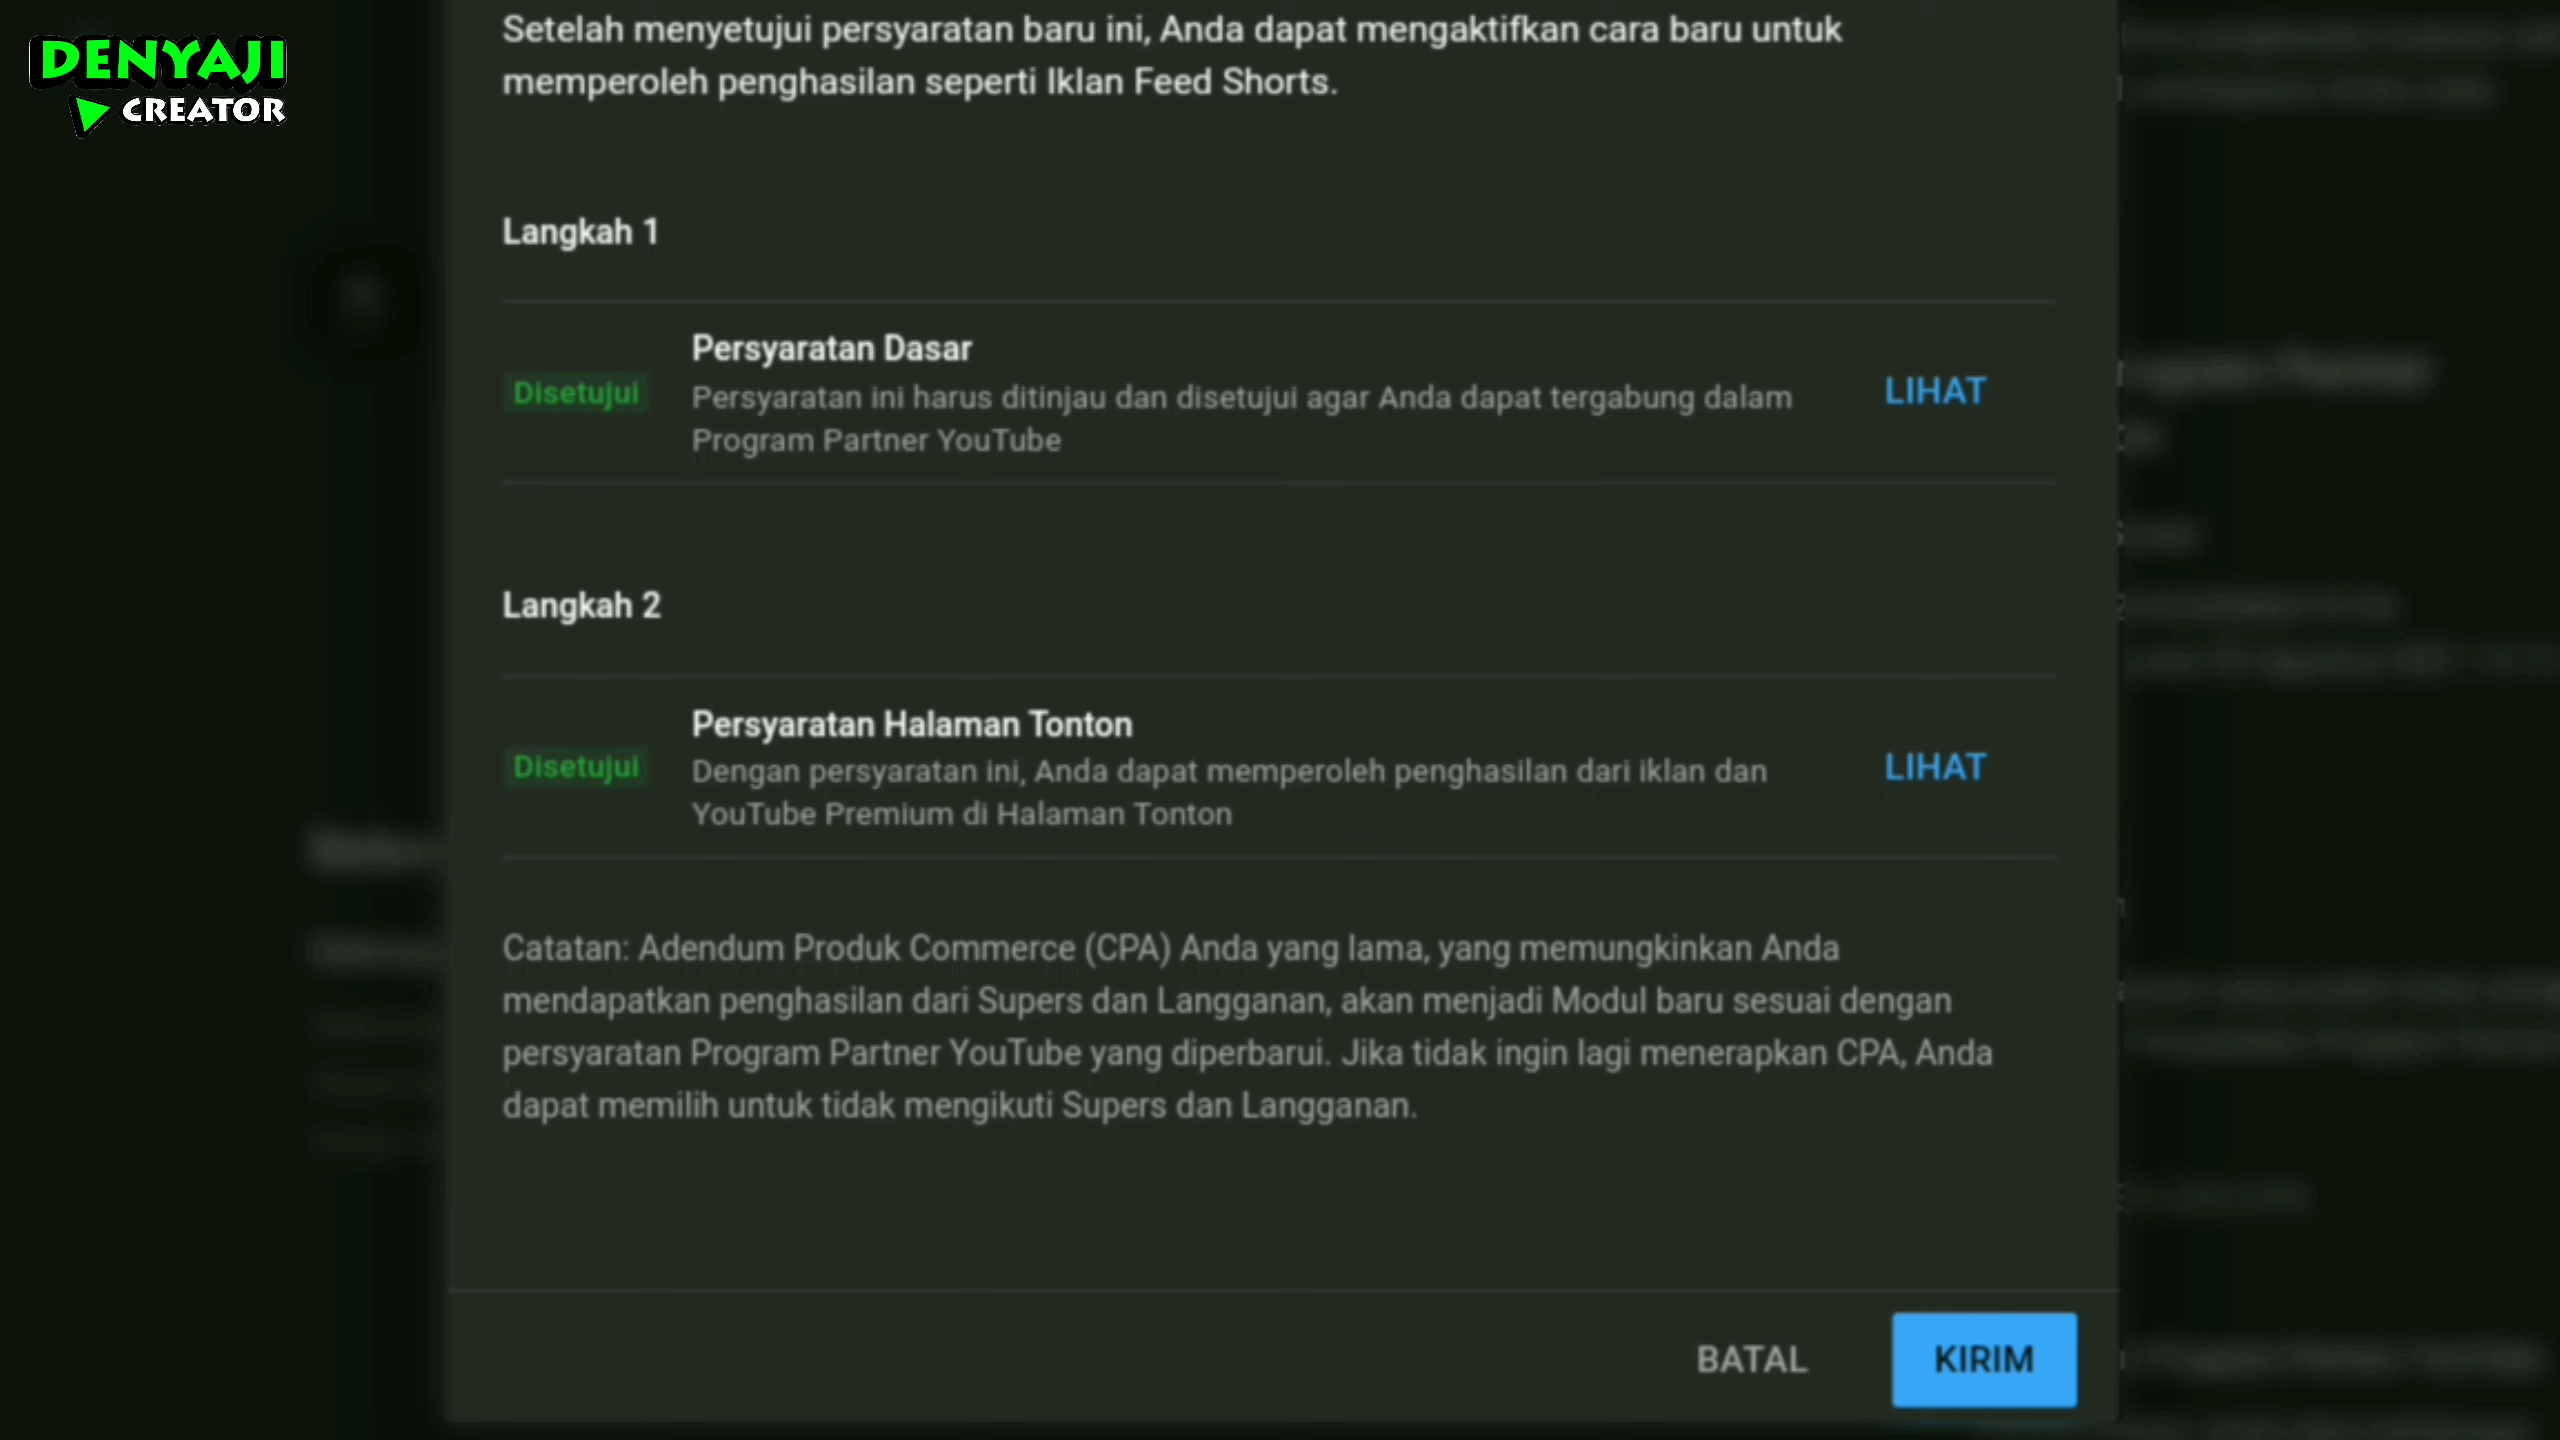 DENYAJI
CREATOR
Setelah menyetujui persyaratan baru ini, Anda dapat mengaktifkan cara baru untuk
memperoleh penghasilan seperti Iklan Feed Shorts.
Langkah 1
Disetujui
Persyaratan Dasar
Persyaratan ini harus ditinjau dan disetujui agar Anda dapat tergabung dalam
Program Partner YouTube
LIHAT
Langkah 2
Disetujui
Persyaratan Halaman Tonton
Dengan persyaratan ini, Anda dapat memperoleh penghasilan dari iklan dan
YouTube Premium di Halaman Tonton
LIHAT
Catatan: Adendum Produk Commerce (CPA) Anda yang lama, yang memungkinkan Anda
mendapatkan penghasilan dari Supers dan Langganan, akan menjadi Modul baru sesuai dengan
persyaratan Program Partner YouTube yang diperbarui. Jika tidak ingin lagi menerapkan CPA, Anda
dapat memilih untuk tidak mengikuti Supers dan Langganan.
BATAL
KIRIM